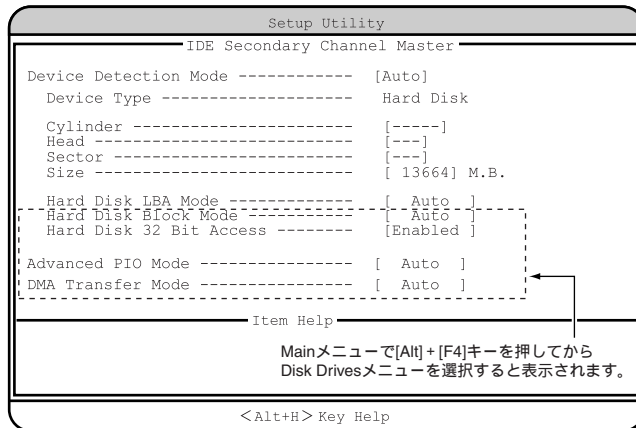 Setup Utility
IDE Secondary Channel Master
Device Detection Mode ------------ [Auto]
Device Type -------------------- Hard Disk
Cylinder ----------------------- [-----]
Head --------------------------- [---]
Sector ------------------------- [---]
Size --------------------------- [ 13664] M.B.
Hard Disk LBA Mode ------------- [ Auto ]
Hard Disk Block Mode ----------- [ Auto ]
Hard Disk 32 Bit Access -------- [Enabled ]
Advanced PIO Mode ---------------- [ Auto ]
DMA Transfer Mode ---------------- [ Auto ]
Item Help
Mainメニューで[Alt] + [F4]キーを押してから
Disk Drivesメニューを選択すると表示されます。
＜Alt+H＞ Key Help